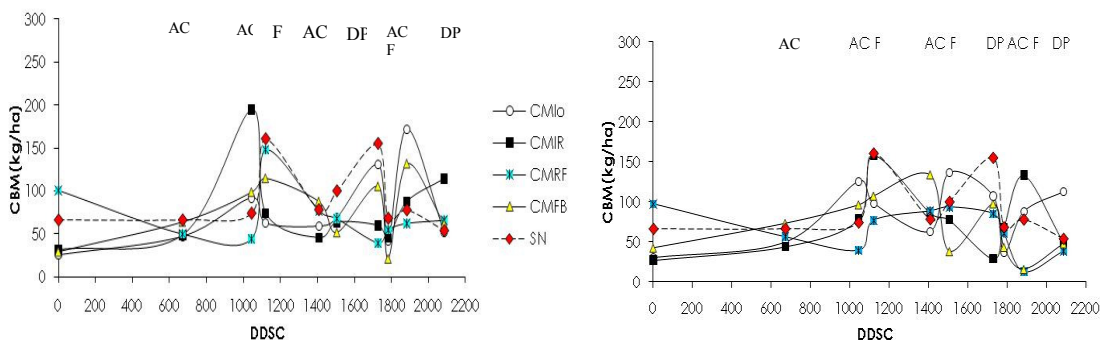 300
250
200
150
100
50
0
CBM(kg/ha)
AC AC F AC DP AC DP
F
0 200 400 600 800 1000 1200 1400 1600 1800 2000 2200
DDSC
CMlo
CMIR
CMRF
CMFB
SN
300
250
200
150
100
50
0
CBM(kg/ha)
AC AC F AC F DP AC F DP
0 200 400 600 800 1000 1200 1400 1600 1800 2000 2200
DDSC